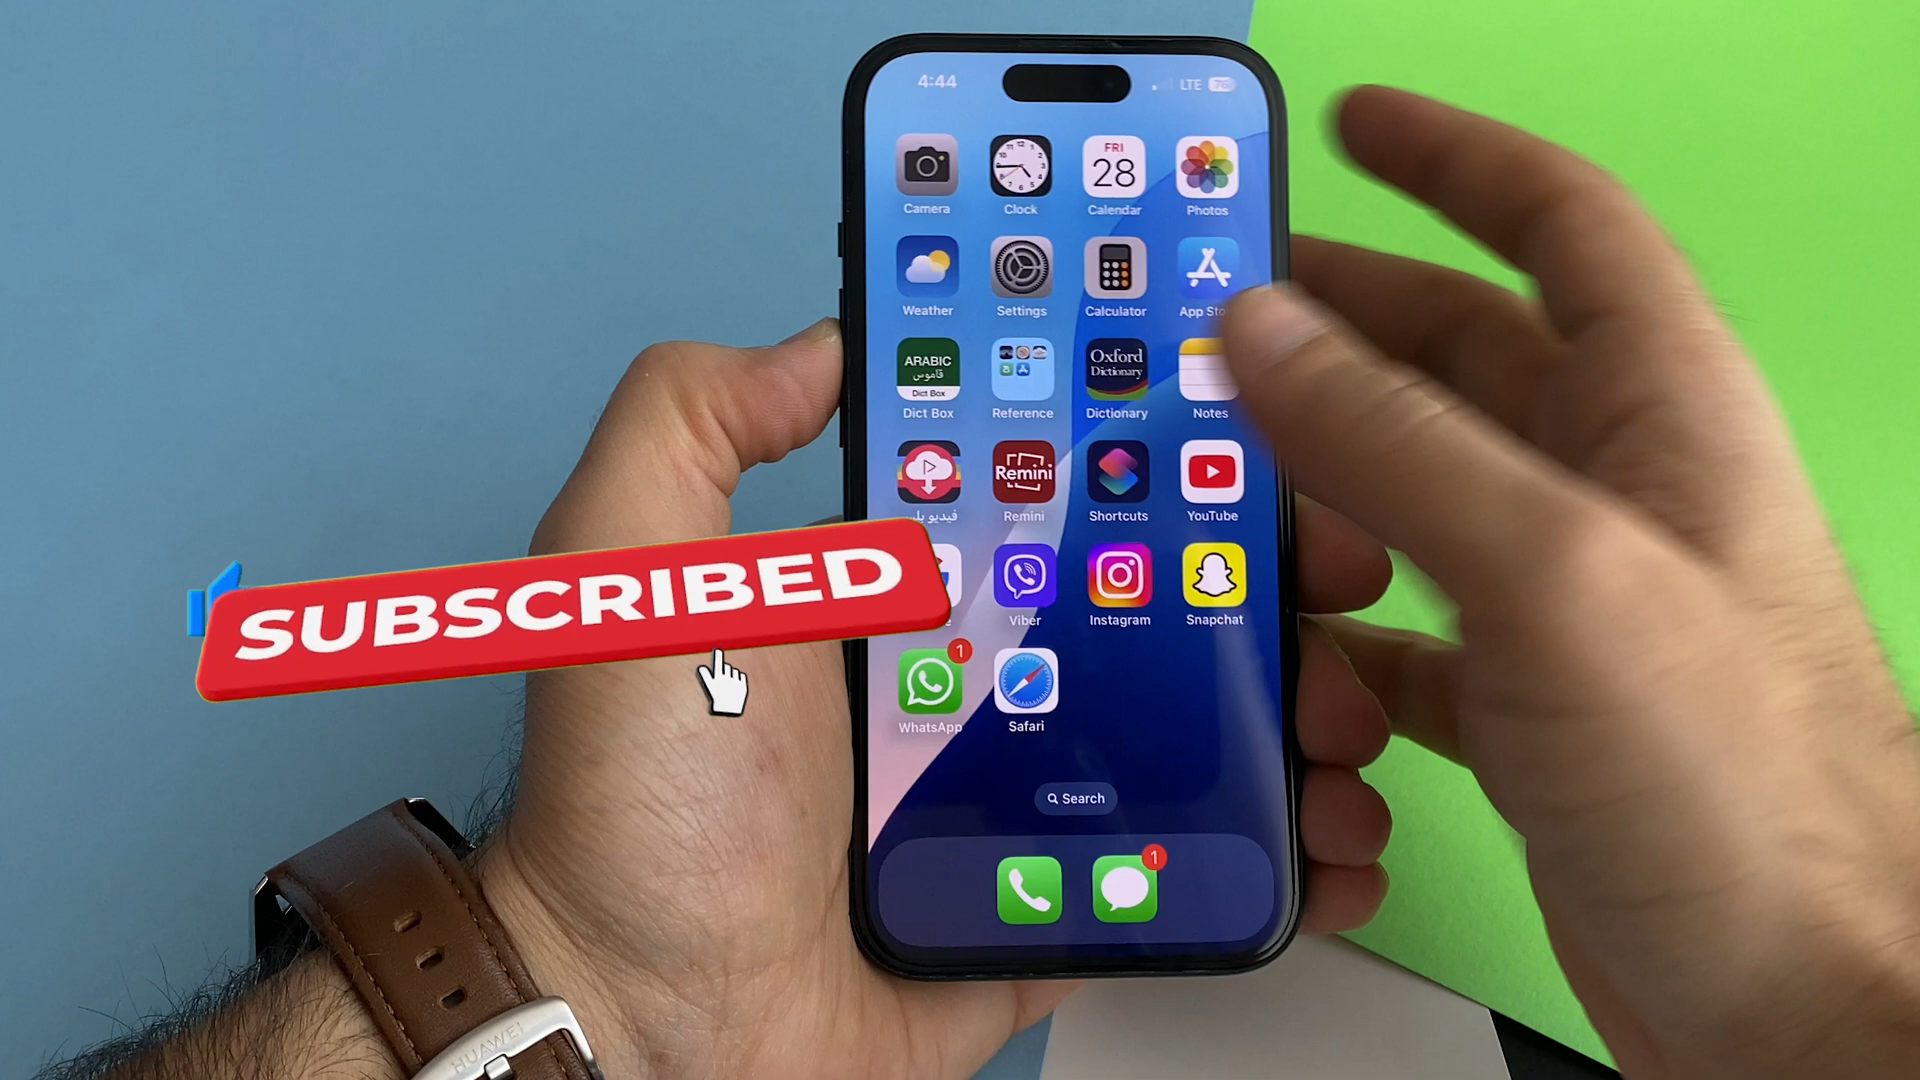 4:44
LTE 76
FRI
28
Camera
Clock
Calendar
Photos
Weather
Settings
Calculator
App Sto
ARABIC
قاموس
Dict Box
Oxford
Dictionary
Dict Box
Reference
Dictionary
Notes
Remini
فيديو بلـ
Remini
Shortcuts
YouTube
SUBSCRIBED
Viber
Instagram
Snapchat
1
WhatsApp
Safari
Search
1
HUAWEI